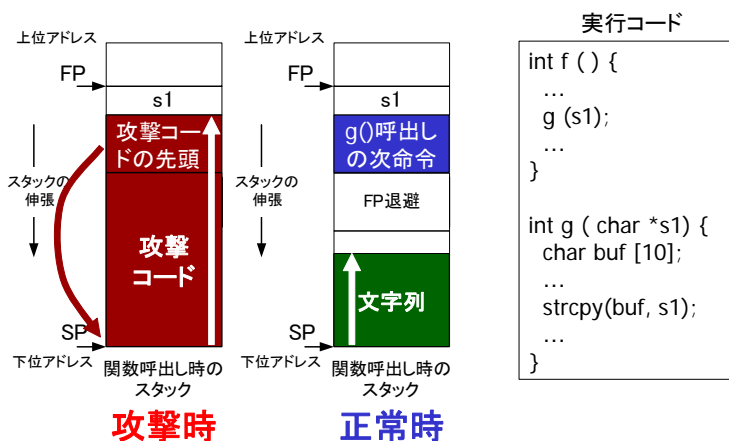 上位アドレス
FP
s1
攻撃コー
ドの先頭
スタックの
伸張
攻撃
コード
SP
下位アドレス
関数呼出し時の
スタック
攻撃時
上位アドレス
FP
s1
g()呼出し
の次命令
スタックの
伸張
FP退避
文字列
SP
下位アドレス
関数呼出し時の
スタック
正常時
実行コード
int f ( ) {
…
g (s1);
…
}
int g ( char *s1) {
char buf [10];
…
strcpy(buf, s1);
…
}